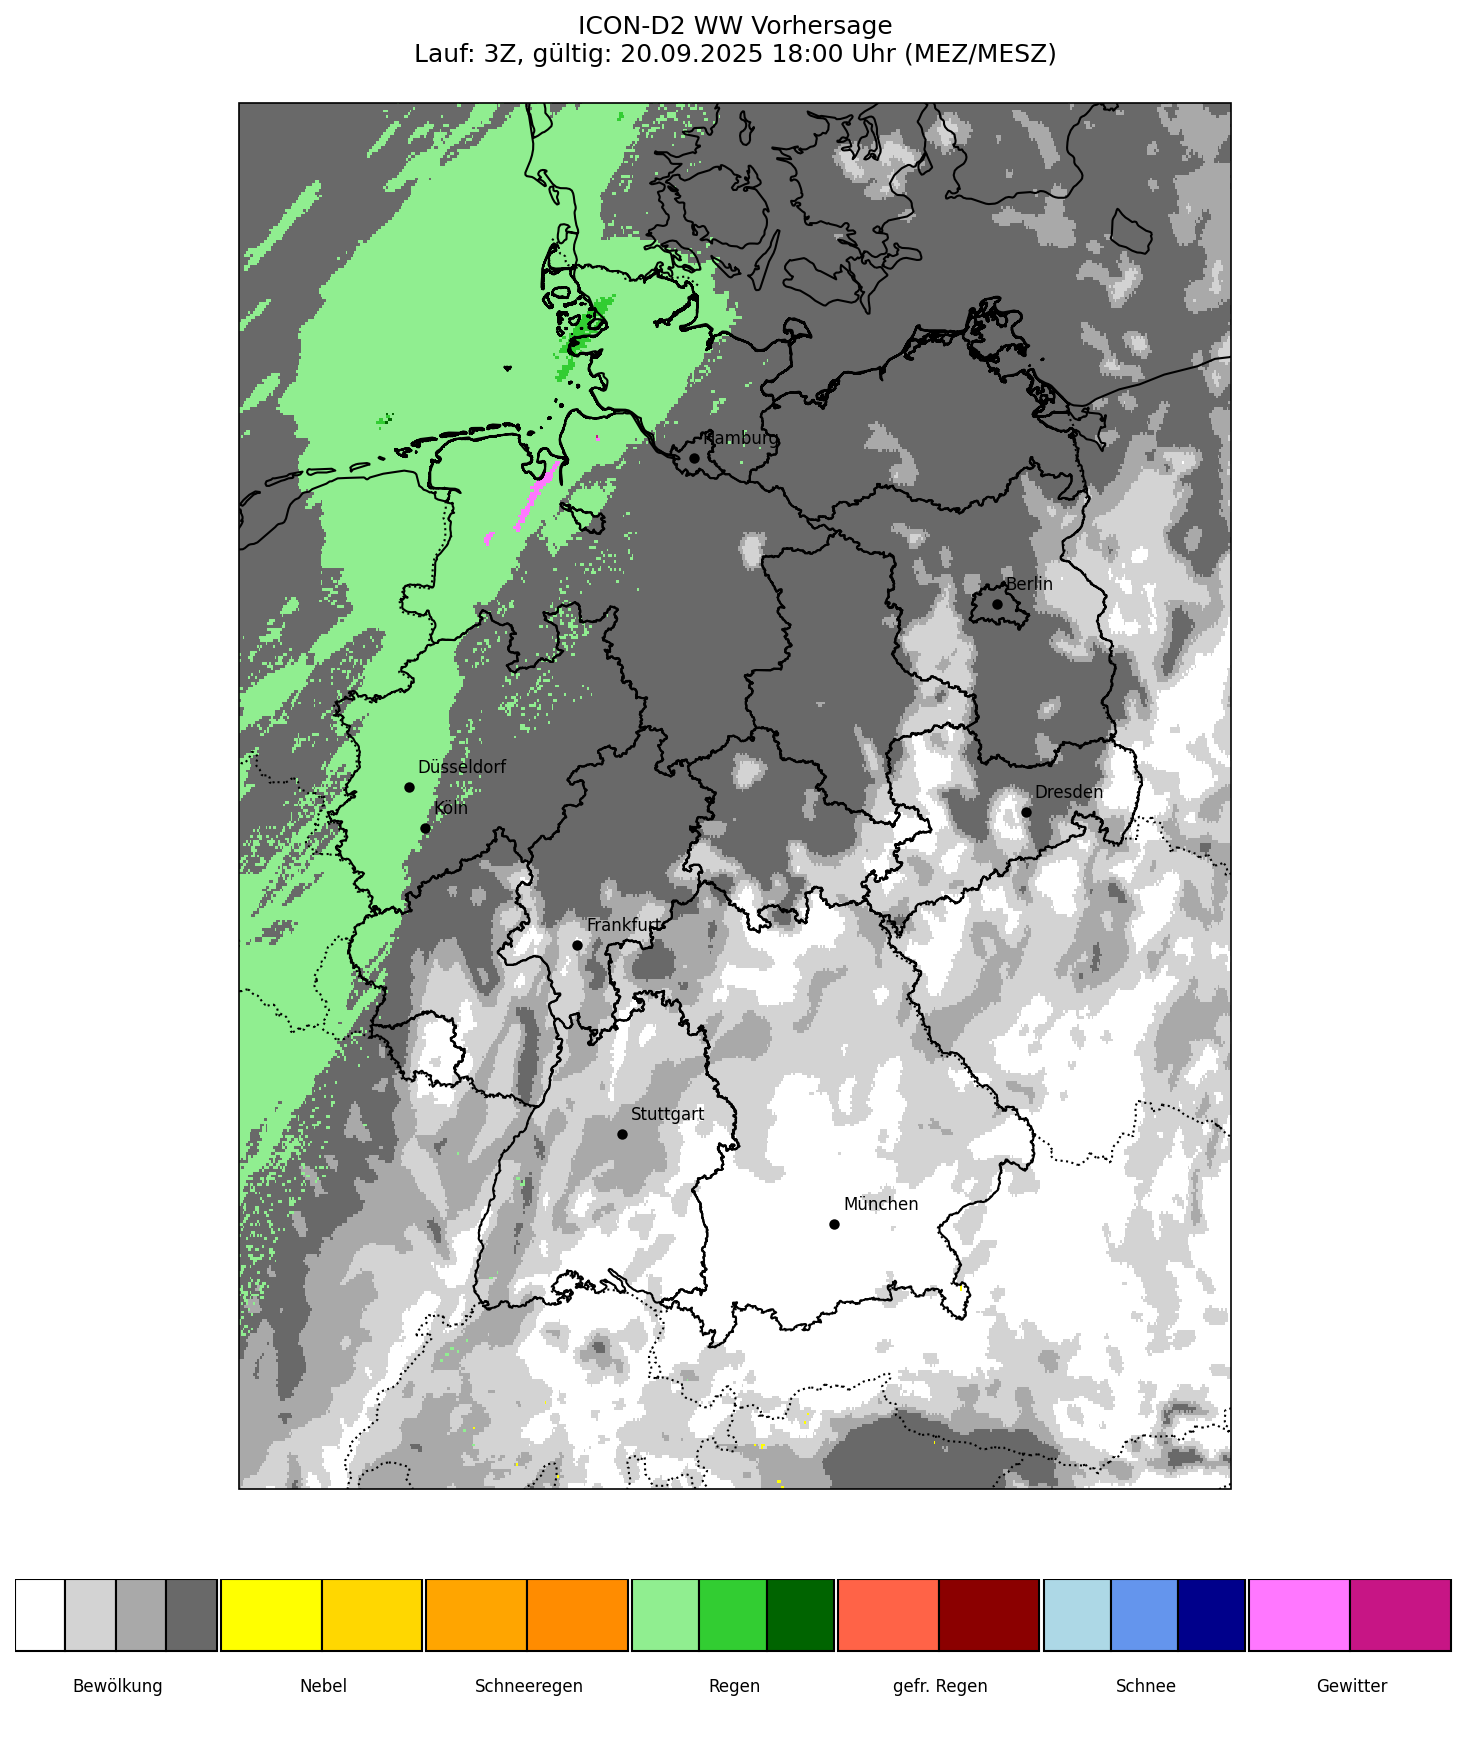 ICON-D2 WW Vorhersage
Lauf: 3Z, gültig: 20.09.2025 18:00 Uhr (MEZ/MESZ)
Hamburg
Berlin
Düsseldorf
Dresden
Köln
Frankfurt
Stuttgart
München
Bewölkung
Nebel
Schneeregen
Regen
gefr. Regen
Schnee
Gewitter